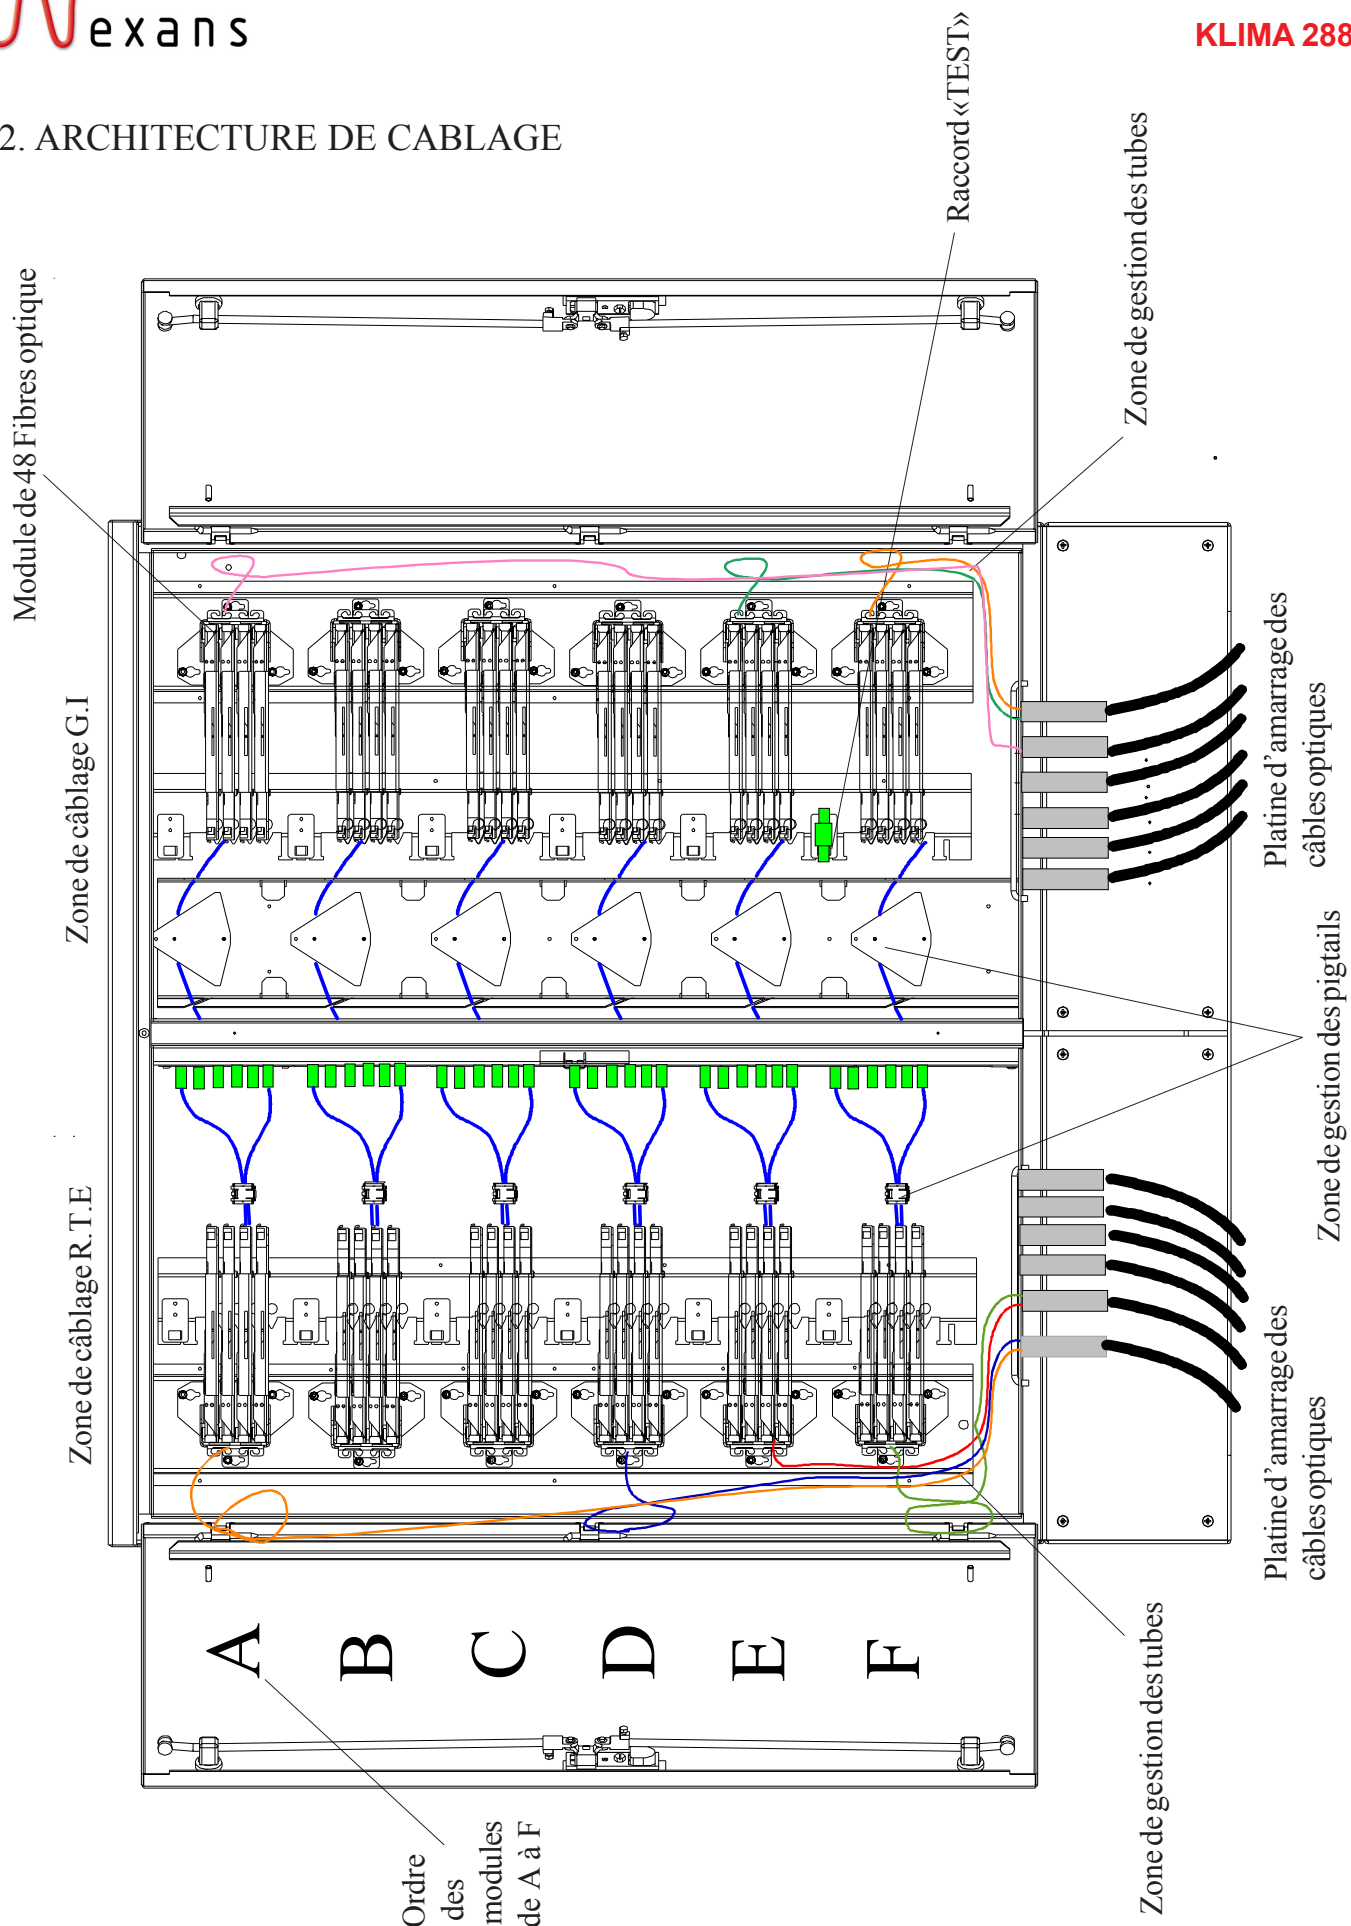 exans
KLIMA 288
2. ARCHITECTURE DE CABLAGE
Module de 48 Fibres optique
Raccord «TEST»
Zone de gestion des tubes
Zone de câblage G.I
Platine d'amarrage des
câbles optiques
Zone de gestion des pigtails
Zone de câblage R.T.E
Platine d'amarrage des
câbles optiques
Zone de gestion des tubes
A
B
C
D
E
F
Ordre
des
modules
de A à F